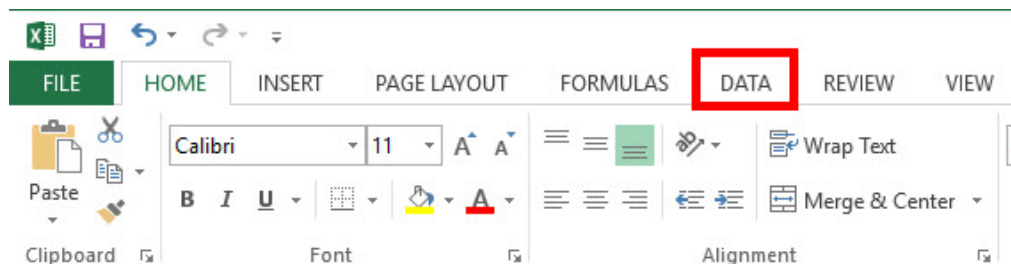 FILE HOME INSERT PAGE LAYOUT FORMULAS DATA REVIEW VIEW
Calibri 11 A A Wrap Text
Paste B I U A Merge & Center
Clipboard Font Alignment